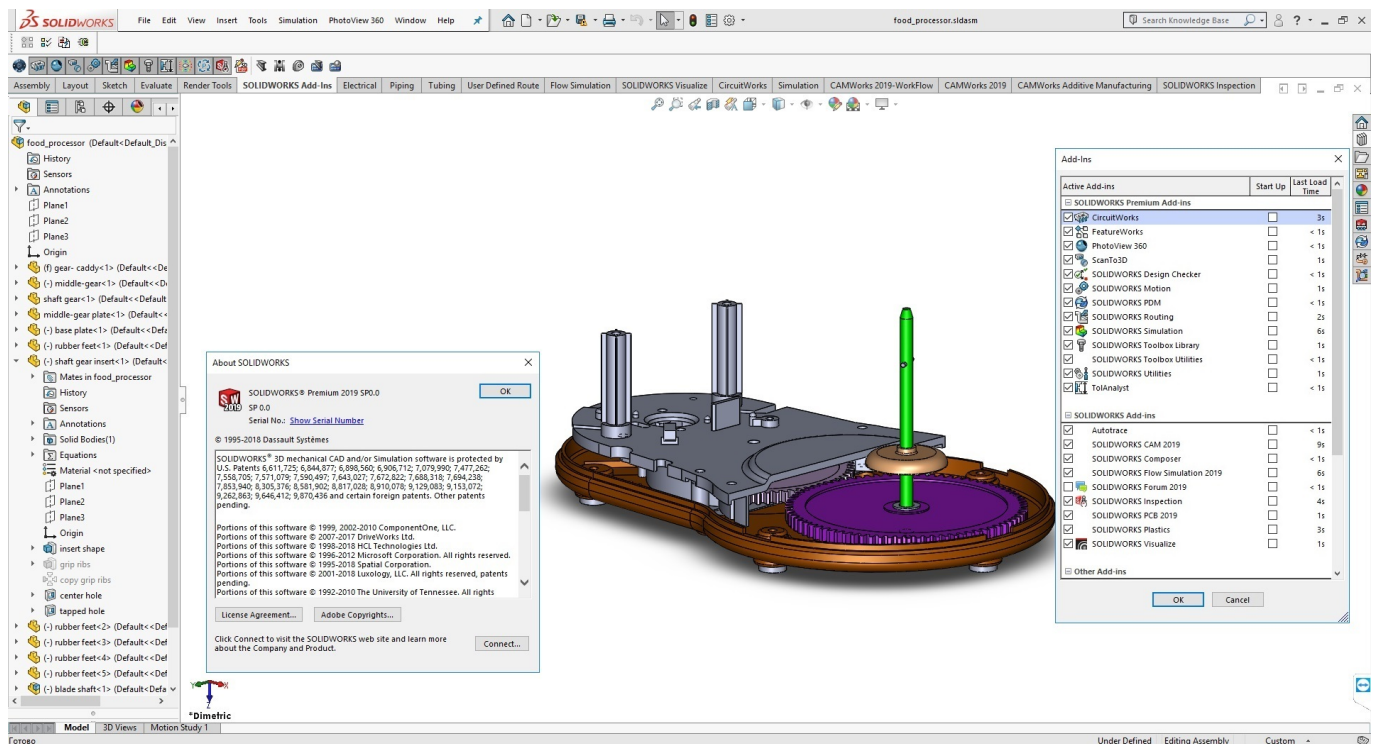 SOLIDWORKS File Edit View Insert Tools Simulation PhotoView 360 Window Help food_processor.sldasm Search Knowledge Base
Assembly Layout Sketch Evaluate Render Tools SOLIDWORKS Add-Ins Electrical Piping Tubing User Defined Route Flow Simulation SOLIDWORKS Visualize CircuitWorks Simulation CAMWorks 2019-WorkFlow CAMWorks 2019 CAMWorks Additive Manufacturing SOLIDWORKS Inspection
food_processor (Default<Default_Dis
History
Sensors
Annotations
Plane1
Plane2
Plane3
Origin
(f) gear- caddy<1> (Default<<De
(-) middle-gear<1> (Default<<D
shaft gear<1> (Default<<Default
middle-gear plate<1> (Default<<
(-) base plate<1> (Default<<Defa
(-) rubber feet<1> (Default<<Def
(-) shaft gear insert<1> (Default<
Mates in food_processor
History
Sensors
Annotations
Solid Bodies(1)
Equations
Material <not specified>
Plane1
Plane2
Plane3
Origin
insert shape
grip ribs
copy grip ribs
center hole
tapped hole
(-) rubber feet<2> (Default<<Def
(-) rubber feet<3> (Default<<Def
(-) rubber feet<4> (Default<<Def
(-) rubber feet<5> (Default<<Def
(-) blade shaft<1> (Default<Defa
About SOLIDWORKS
SW 2019
SOLIDWORKS® Premium 2019 SP0.0
OK
SP 0.0
Serial No.: Show Serial Number
© 1995-2018 Dassault Systèmes
SOLIDWORKS® 3D mechanical CAD and/or Simulation software is protected by
U.S. Patents 6,611,725; 6,844,877; 6,898,560; 6,906,712; 7,079,990; 7,477,262;
7,558,705; 7,571,079; 7,590,497; 7,643,027; 7,672,822; 7,688,318; 7,694,238;
7,853,940; 8,305,376; 8,581,902; 8,817,028; 8,910,078; 9,129,083; 9,153,072;
9,262,863; 9,646,412; 9,870,436 and certain foreign patents. Other patents
pending.
Portions of this software © 1999, 2002-2010 ComponentOne, LLC.
Portions of this software © 2007-2017 DriveWorks Ltd.
Portions of this software © 1998-2018 HCL Technologies Ltd.
Portions of this software © 1996-2012 Microsoft Corporation. All rights reserved.
Portions of this software © 1995-2018 Spatial Corporation.
Portions of this software © 2001-2018 Luxology, LLC. All rights reserved, patents
pending.
Portions of this software © 1992-2010 The University of Tennessee. All rights
License Agreement... Adobe Copyrights...
Click Connect to visit the SOLIDWORKS web site and learn more
about the Company and Product.
Connect...
Add-Ins
Active Add-ins Start Up Last Load Time
SOLIDWORKS Premium Add-ins
CircuitWorks 3s
FeatureWorks < 1s
PhotoView 360 < 1s
ScanTo3D 1s
SOLIDWORKS Design Checker < 1s
SOLIDWORKS Motion 1s
SOLIDWORKS PDM < 1s
SOLIDWORKS Routing 2s
SOLIDWORKS Simulation 6s
SOLIDWORKS Toolbox Library 1s
SOLIDWORKS Toolbox Utilities < 1s
SOLIDWORKS Utilities 1s
TolAnalyst < 1s
SOLIDWORKS Add-ins
Autotrace < 1s
SOLIDWORKS CAM 2019 9s
SOLIDWORKS Composer < 1s
SOLIDWORKS Flow Simulation 2019 6s
SOLIDWORKS Forum 2019 < 1s
SOLIDWORKS Inspection 4s
SOLIDWORKS PCB 2019 1s
SOLIDWORKS Plastics 3s
SOLIDWORKS Visualize 1s
Other Add-ins
OK Cancel
Y X
Z
*Dimetric
Model 3D Views Motion Study 1
Готово Under Defined Editing Assembly Custom